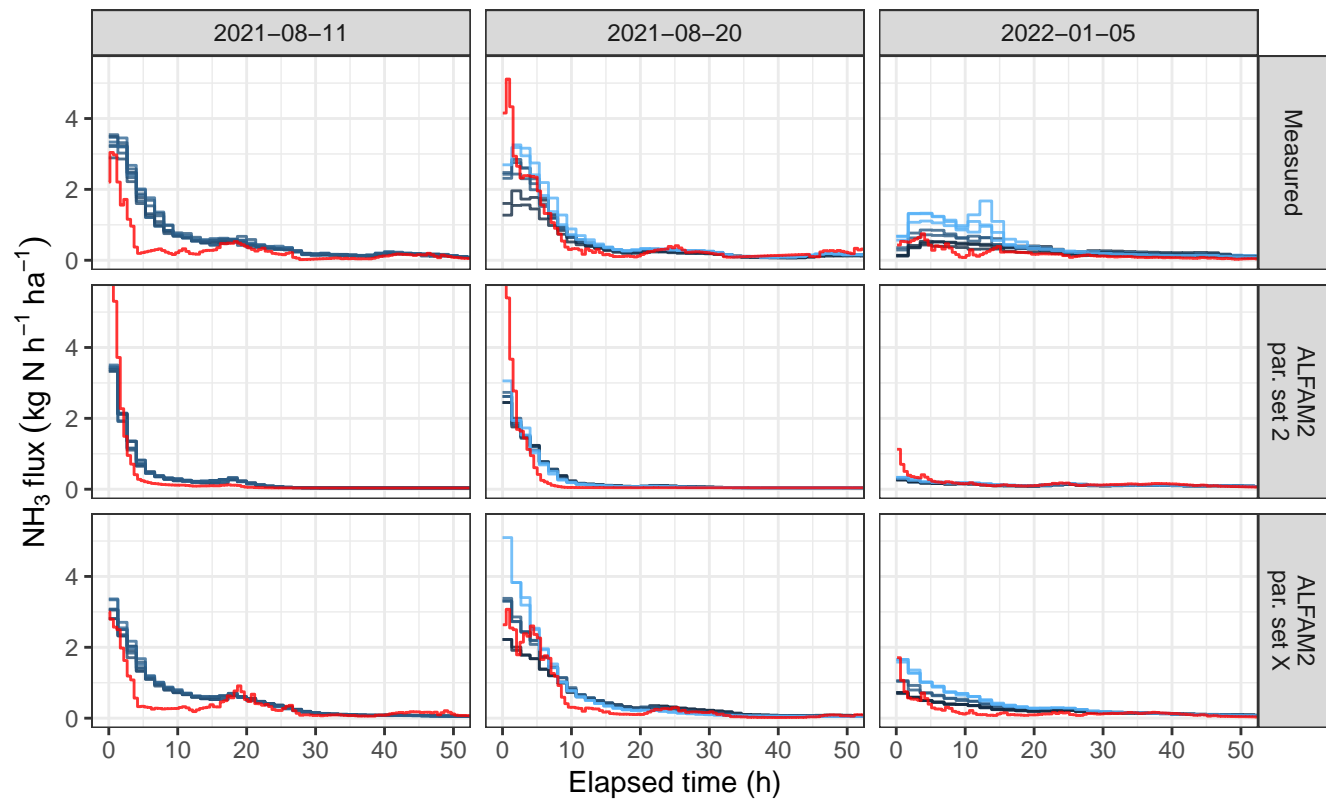 2021−08−11 2021−08−20 2022−01−05
NH₃ flux (kg N h⁻¹ ha⁻¹)
4
2
0
Measured
4
2
0
ALFAM2
par. set 2
4
2
0
ALFAM2
par. set X
0 10 20 30 40 50 0 10 20 30 40 50 0 10 20 30 40 50
Elapsed time (h)